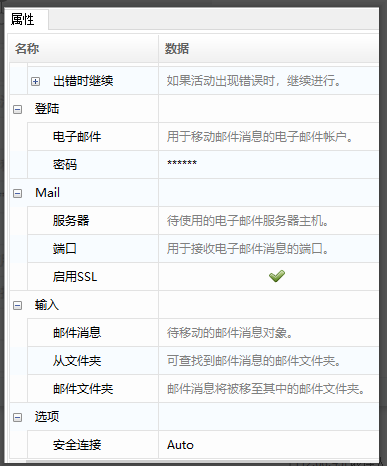 属性
名称 数据
出错时继续 如果活动出现错误时，继续进行。
登陆
电子邮件 用于移动邮件消息的电子邮件帐户。
密码 ******
Mail
服务器 待使用的电子邮件服务器主机。
端口 用于接收电子邮件消息的端口。
启用SSL
输入
邮件消息 待移动的邮件消息对象。
从文件夹 可查找到邮件消息的邮件文件夹。
邮件文件夹 邮件消息将被移至其中的邮件文件夹。
选项
安全连接 Auto